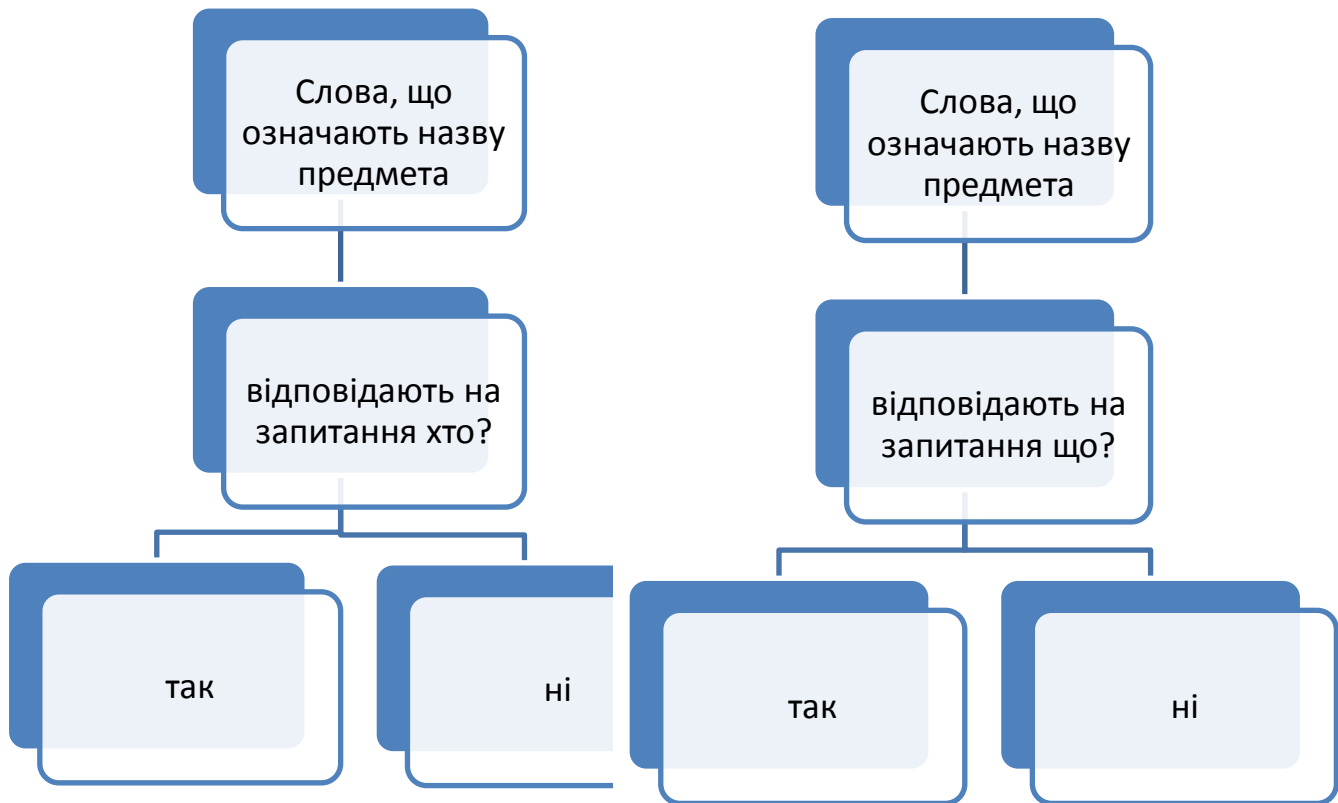 Слова, що
означають назву
предмета
відповідають на
запитання хто?
так
ні
Слова, що
означають назву
предмета
відповідають на
запитання що?
так
ні